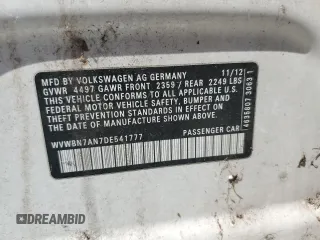 MFD BY VOLKSWAGEN AG GERMANY 11/12
GVWR 4497 GAWR FRONT 2359 / REAR 2249 LBS
THIS VEHICLE CONFORMS TO ALL APPLICABLE U.S.
FEDERAL MOTOR VEHICLE SAFETY, BUMPER AND
THEFT PREVENTION STANDARDS IN EFFECT ON THE
DATE OF MANUFACTURE SHOWN ABOVE.
WVWBN7AN7DE541777
PASSENGER CAR
DREAMBID